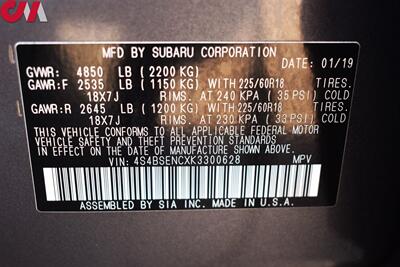 CM
MFD BY SUBARU CORPORATION DATE: 01/19
GVWR: 4850 LB (2200 KG)
GAWR:F 2535 LB (1150 KG) WITH 225/60R18 TIRES,
18X7J RIMS. AT 240 KPA ( 35 PSI) COLD
GAWR:R 2645 LB (1200 KG) WITH 225/60R18 TIRES,
18X7J RIMS. AT 230 KPA ( 33 PSI) COLD
THIS VEHICLE CONFORMS TO ALL APPLICABLE FEDERAL MOTOR
VEHICLE SAFETY AND THEFT PREVENTION STANDARDS
IN EFFECT ON THE DATE OF MANUFACTURE SHOWN ABOVE.
VIN: 4S4BSENCXK3300628 MPV
ASSEMBLED BY SIA INC. MADE IN U.S.A.